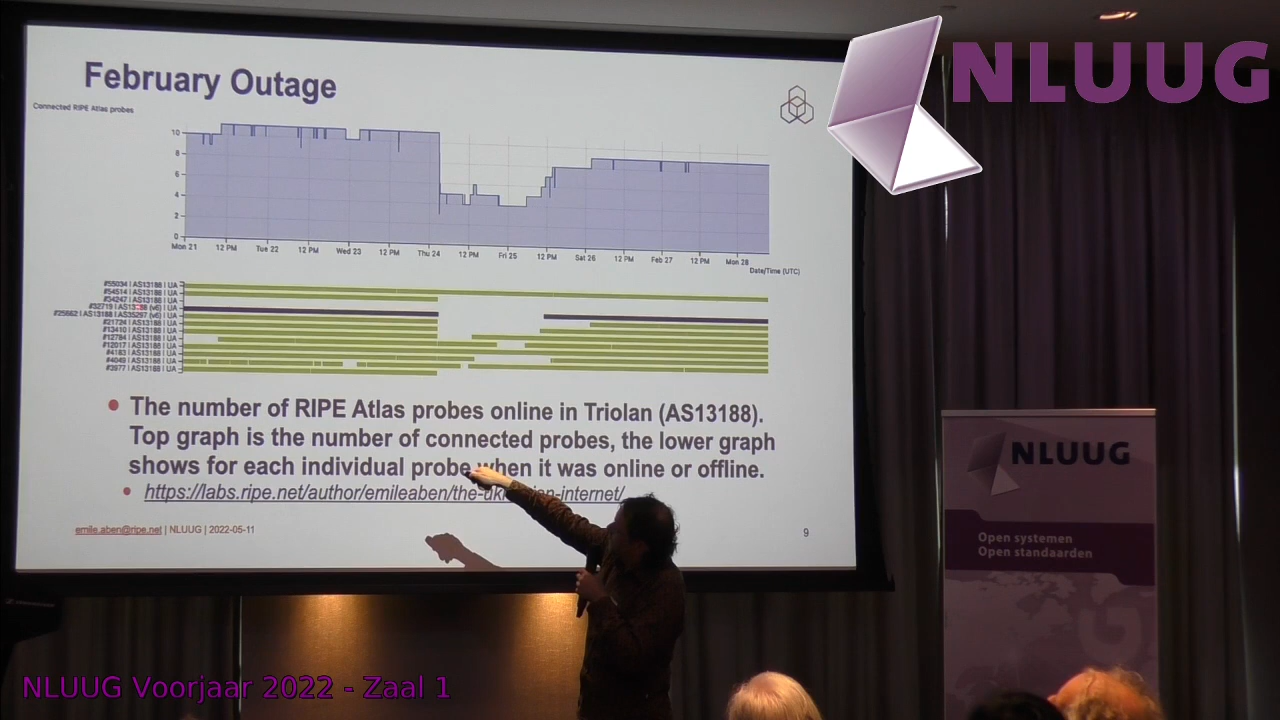 February Outage
NLUUG
Connected RIPE Atlas probes
10
8
6
4
2
0
Mon 21 12 PM Tue 22 12 PM Wed 23 12 PM Thu 24 12 PM Fri 25 12 PM Sat 26 12 PM Feb 27 12 PM Mon 28
Date/Time (UTC)
#55034 | AS13188 | UA
#54514 | AS13188 | UA
#34247 | AS13188 | UA
#25662 | AS13188 | AS35297 (v6) | UA
#21724 | AS13188 | UA
#13410 | AS13188 | UA
#12784 | AS13188 | UA
#12017 | AS13188 | UA
#4183 | AS13188 | UA
#4049 | AS13188 | UA
#3977 | AS13188 | UA
The number of RIPE Atlas probes online in Triolan (AS13188).
Top graph is the number of connected probes, the lower graph
shows for each individual probe when it was online or offline.
https://labs.ripe.net/author/emileaben/the-ukrainian-internet/
emile.aben@ripe.net | NLUUG | 2022-05-11
9
NLUUG
Open systemen
Open standaarden
NLUUG Voorjaar 2022 - Zaal 1